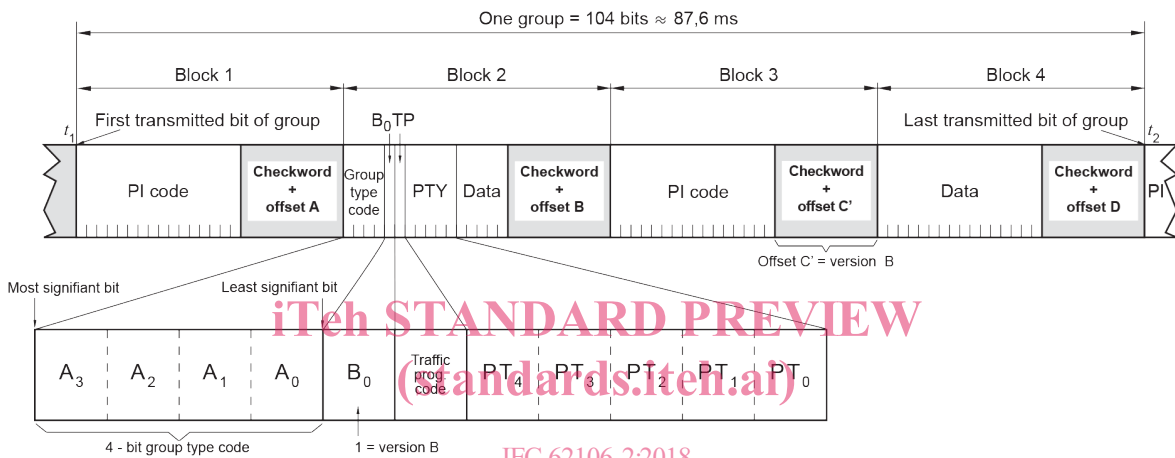 One group = 104 bits ≈ 87,6 ms
Block 1
Block 2
Block 3
Block 4
t1
First transmitted bit of group
B0TP
Last transmitted bit of group
t2
PI code
Checkword
+
offset A
Group
type
code
PTY
Data
Checkword
+
offset B
PI code
Checkword
+
offset C'
Data
Checkword
+
offset D
PI
Offset C' = version B
Most signifiant bit
Least signifiant bit
iTeh STANDARD PREVIEW
A3
A2
A1
A0
B0
Traffic
prog
code
PT4
PT3
PT2
PT1
PT0
(standards.iteh.ai)
4 - bit group type code
1 = version B
IEC 62106-2:2018